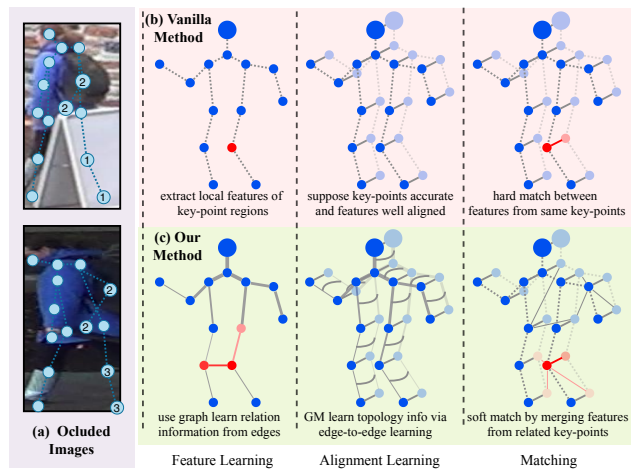 (b) Vanilla
Method
2
2
1
1
extract local features of
key-point regions
suppose key-points accurate
and features well aligned
hard match between
features from same key-points
(c) Our
Method
2
2
3
3
use graph learn relation
information from edges
GM learn topology info via
edge-to-edge learning
soft match by merging features
from related key-points
(a) Ocluded
Images
Feature Learning
Alignment Learning
Matching